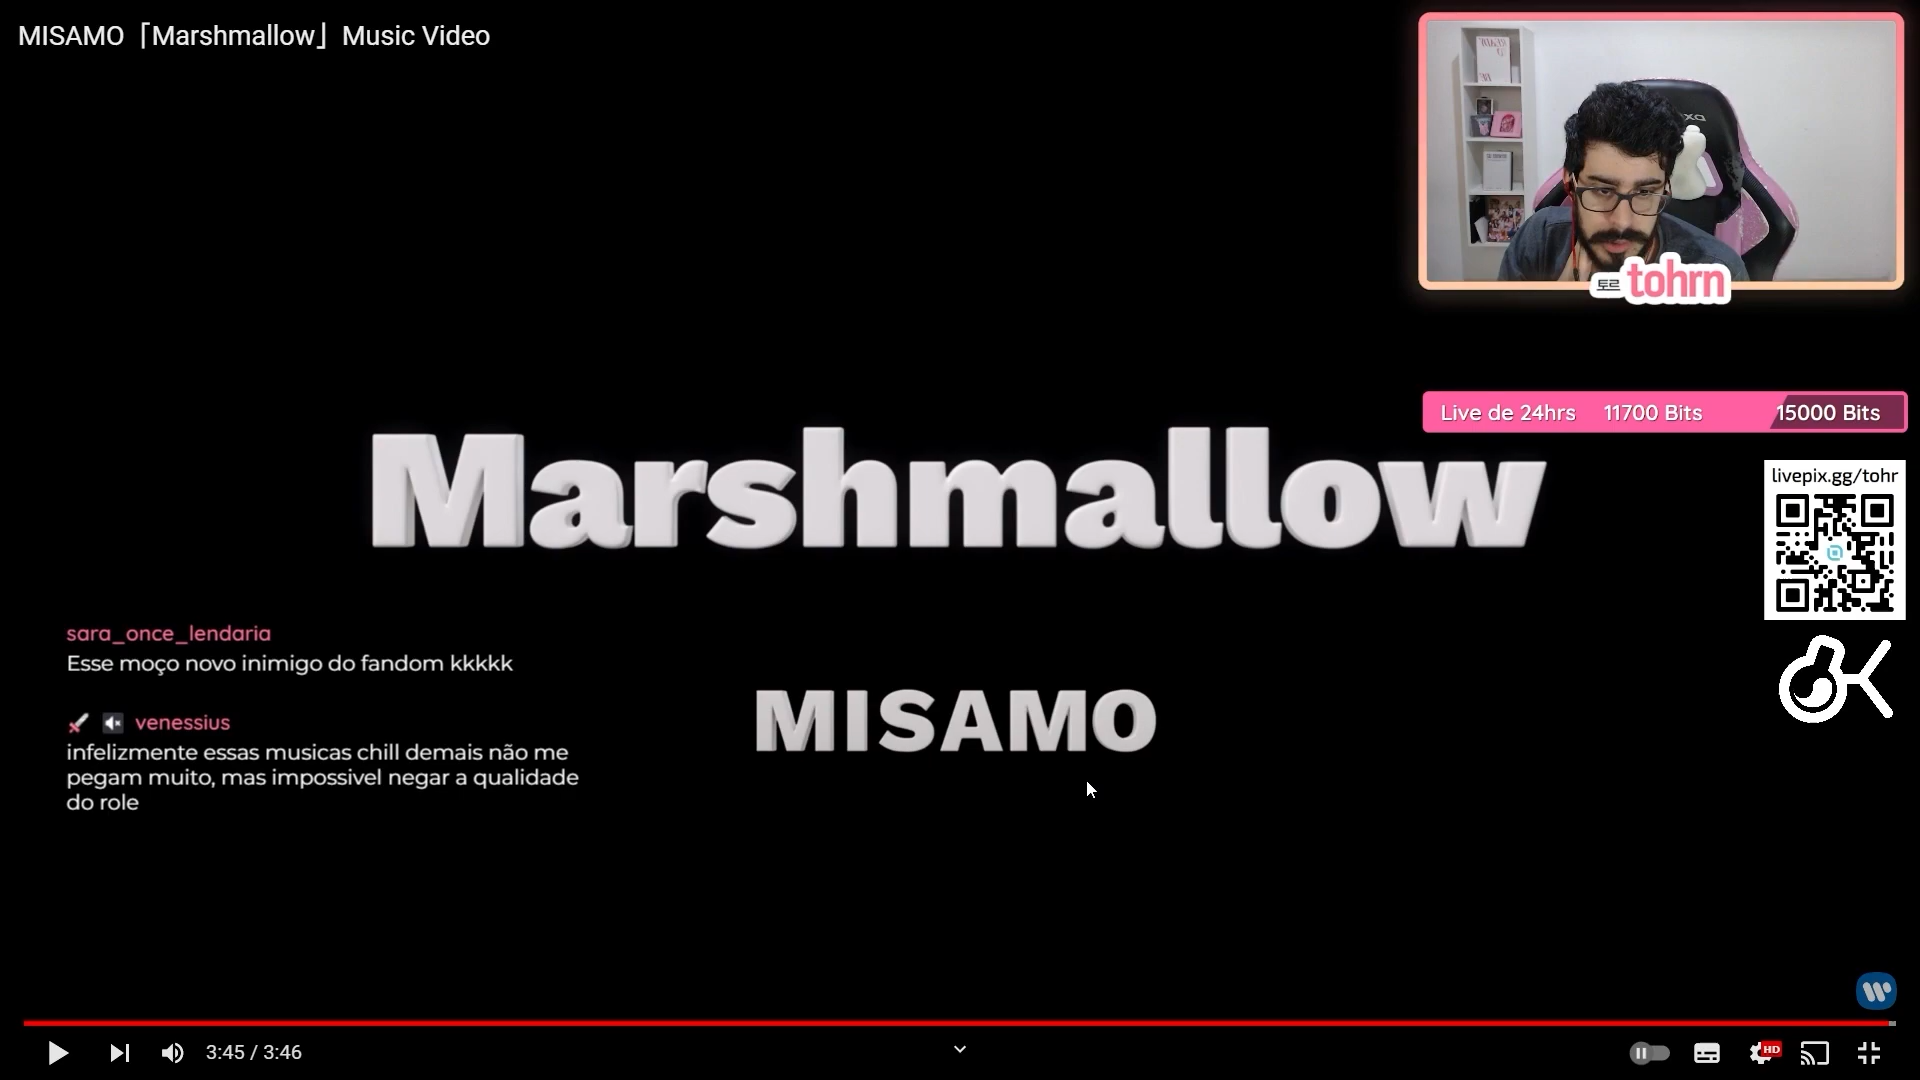 MISAMO「Marshmallow」Music Video
토르 tohrn
Live de 24hrs 11700 Bits 15000 Bits
Marshmallow
livepix.gg/tohr
sara_once_lendaria
Esse moço novo inimigo do fandom kkkkk
MISAMO
venessius
infelizmente essas musicas chill demais não me
pegam muito, mas impossivel negar a qualidade
do role
3:45 / 3:46
HD